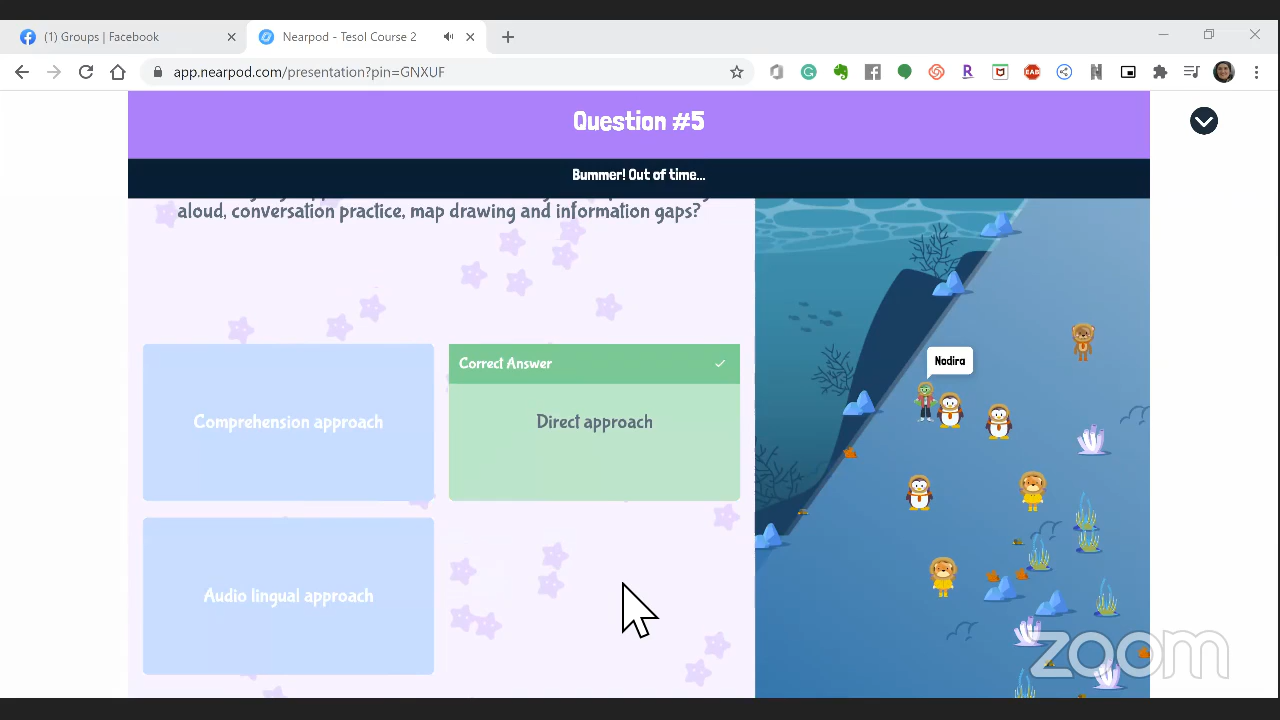 (1) Groups | Facebook
Nearpod - Tesol Course 2
app.nearpod.com/presentation?pin=GNXUF
Question #5
Bummer! Out of time...
aloud, conversation practice, map drawing and information gaps?
Comprehension approach
Correct Answer
Direct approach
Audio lingual approach
Nadira
zoom